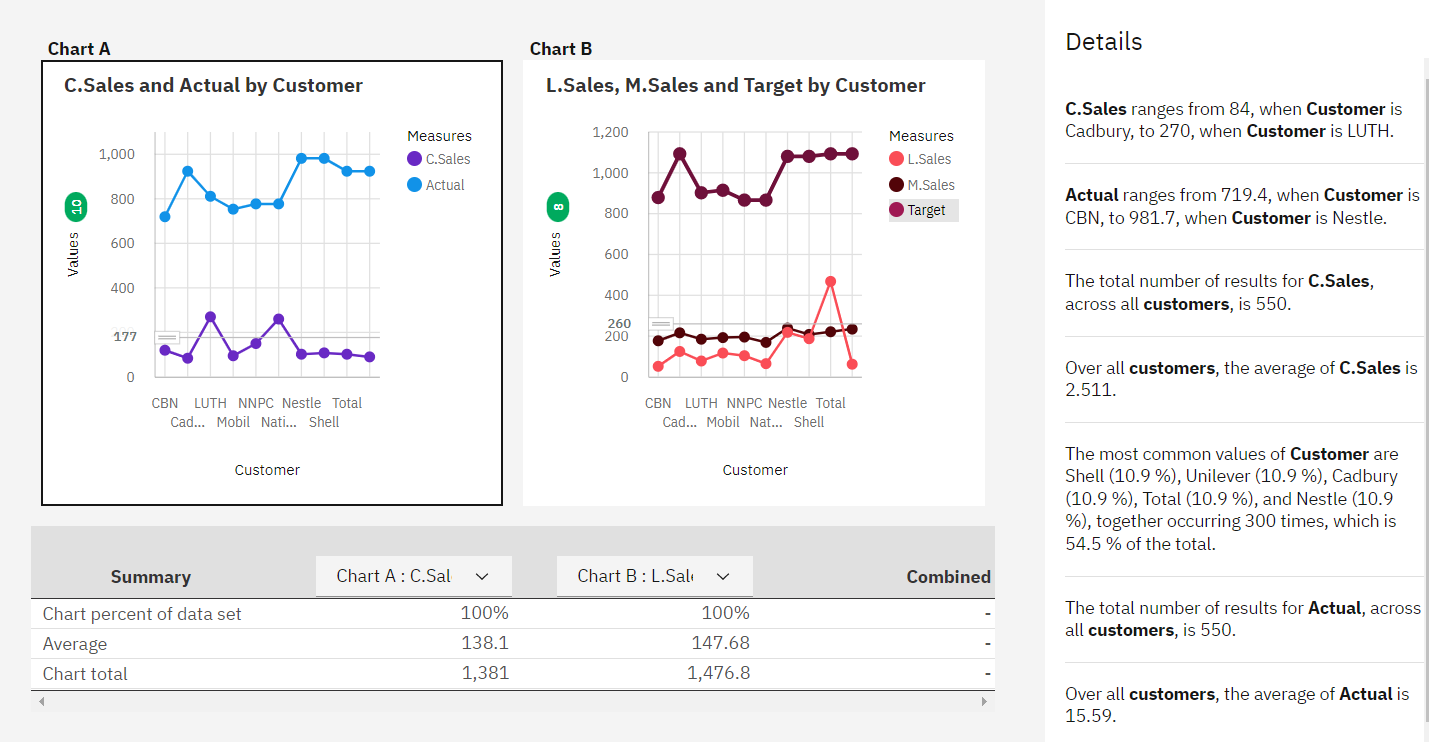 Chart A
C.Sales and Actual by Customer
Measures
C.Sales
Actual
10
Values
1,000
800
600
400
177
0
CBN LUTH NNPC Nestle Total
Cad... Mobil Nati... Shell
Customer
Chart B
L.Sales, M.Sales and Target by Customer
Measures
L.Sales
M.Sales
Target
8
Values
1,200
1,000
800
600
400
260
200
0
CBN LUTH NNPC Nestle Total
Cad... Mobil Nat... Shell
Customer
Summary Chart A : C.Sal Chart B : L.Sale Combined
Chart percent of data set 100% 100% -
Average 138.1 147.68 -
Chart total 1,381 1,476.8 -
Details
C.Sales ranges from 84, when Customer is
Cadbury, to 270, when Customer is LUTH.
Actual ranges from 719.4, when Customer is
CBN, to 981.7, when Customer is Nestle.
The total number of results for C.Sales,
across all customers, is 550.
Over all customers, the average of C.Sales is
2.511.
The most common values of Customer are
Shell (10.9 %), Unilever (10.9 %), Cadbury
(10.9 %), Total (10.9 %), and Nestle (10.9
%), together occurring 300 times, which is
54.5 % of the total.
The total number of results for Actual, across
all customers, is 550.
Over all customers, the average of Actual is
15.59.